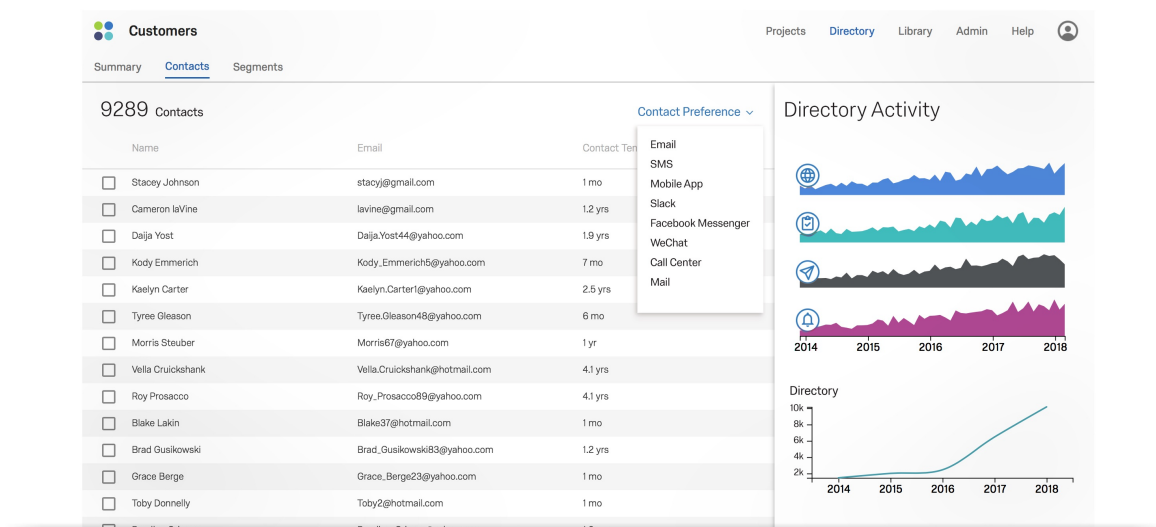 Customers
Projects Directory Library Admin Help
Summary Contacts Segments
9289 Contacts
Contact Preference
Name Email Contact Ten
Email
SMS
Mobile App
Slack
Facebook Messenger
WeChat
Call Center
Mail
Stacey Johnson stacyj@gmail.com 1 mo
Cameron laVine lavine@gmail.com 1.2 yrs
Daija Yost Daija.Yost44@yahoo.com 1.9 yrs
Kody Emmerich Kody_Emmerich5@yahoo.com 7 mo
Kaelyn Carter Kaelyn.Carter1@yahoo.com 2.5 yrs
Tyree Gleason Tyree.Gleason48@yahoo.com 6 mo
Morris Steuber Morris67@yahoo.com 1 yr
Vella Cruickshank Vella.Cruickshank@hotmail.com 4.1 yrs
Roy Prosacco Roy_Prosacco89@yahoo.com 4.1 yrs
Blake Lakin Blake37@hotmail.com 1 mo
Brad Gusikowski Brad_Gusikowski83@yahoo.com 1.2 yrs
Grace Berge Grace_Berge23@yahoo.com 1 mo
Toby Donnelly Toby2@hotmail.com 1 mo
Directory Activity
2014 2015 2016 2017 2018
Directory
10k
8k
6k
4k
2k
2014 2015 2016 2017 2018